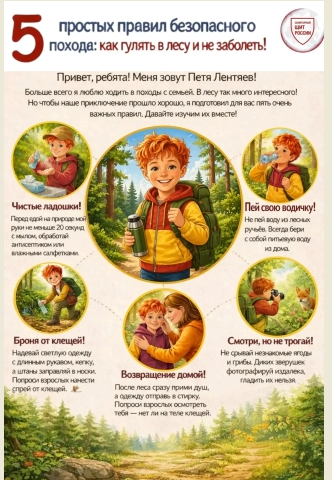 5 простых правил безопасного
похода: как гулять в лесу и не заболеть!
САНИТАРНЫЙ
ЩИТ
РОССИИ
Привет, ребята! Меня зовут Петя Лентяев!
Больше всего я люблю ходить в походы с семьей. В лесу так много интересного!
Но чтобы наше приключение прошло хорошо, я подготовил для вас пять очень
важных правил. Давайте изучим их вместе!
Чистые ладошки!
Перед едой на природе мой
руки не меньше 20 секунд
с мылом, обработай
антисептиком или
влажными салфетками.
Пей свою водичку!
Не пей воду из лесных
ручьёв. Всегда бери
с собой питьевую воду
из дома.
Броня от клещей!
Надевай светлую одежду
с длинным рукавом, кепку,
а штаны заправляй в носки.
Попроси взрослых нанести
спрей от клещей.
Возвращение домой!
После леса сразу прими душ,
а одежду отправь в стирку.
Попроси взрослых осмотреть
тебя — нет ли на теле клещей.
Смотри, но не трогай!
Не срывай незнакомые ягоды
и грибы. Диких зверушек
фотографируй издалека,
гладить их нельзя.